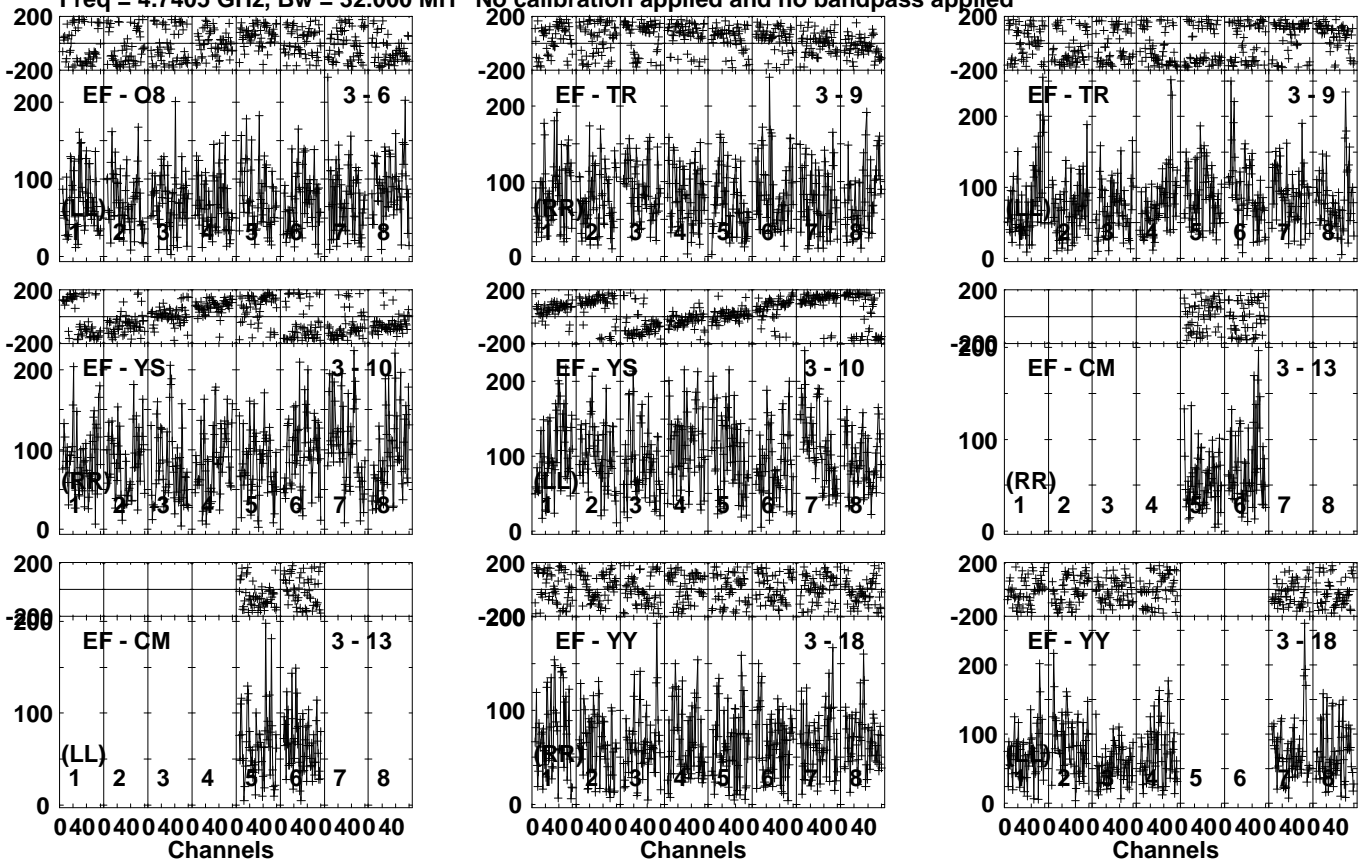 Freq = 4.7405 GHz, Bw = 32.000 MH No calibration applied and no bandpass applied
200 200 200
-200 -200 -200
EF - O8 3 - 6 EF - TR 3 - 9 EF - TR 3 - 9
200 200 200
100 100 100
(LL) (RR) (LL)
1 2 3 4 5 6 7 8 1 2 3 4 5 6 7 8 1 2 3 4 5 6 7 8
0 0 0
200 200 200
-200 -200 -200
200
EF - YS 3 - 10 EF - YS 3 - 10 EF - CM 3 - 13
200 200
100 100 100
(RR) (LL) (RR)
1 2 3 4 5 6 7 8 1 2 3 4 5 6 7 8 1 2 3 4 5 6 7 8
0 0 0
200 200 200
-200 -200 -200
200 200
EF - CM 3 - 13 EF - YY 3 - 18 EF - YY 3 - 18
200
100 100 100
(LL) (RR) (LL)
1 2 3 4 5 6 7 8 1 2 3 4 5 6 7 8 1 2 3 4 5 6 7 8
0 0 0
0 40 0 40 0 40 0 40 0 40 0 40 0 40 0 40 0 40 0 40 0 40 0 40 0 40 0 40 0 40 0 40 0 40 0 40 0 40 0 40 0 40 0 40 0 40 0 40
Channels Channels Channels